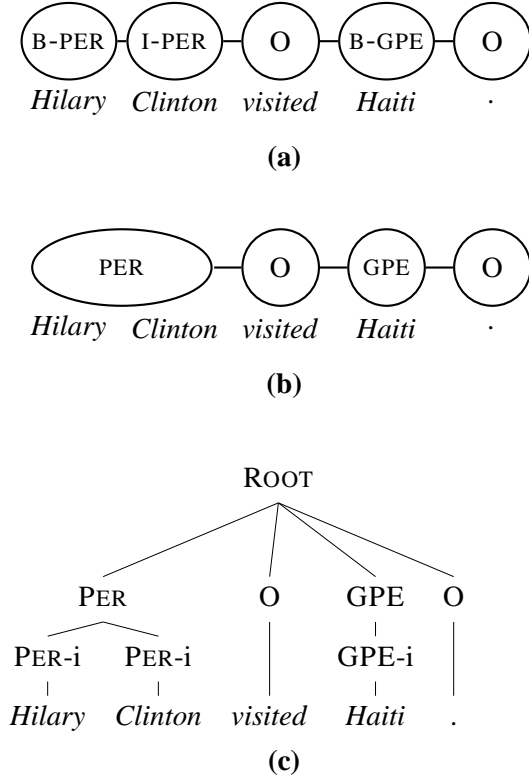 B-PER I-PER O B-GPE O
Hilary Clinton visited Haiti .
(a)
PER O GPE O
Hilary Clinton visited Haiti .
(b)
ROOT
PER O GPE O
PER-i PER-i GPE-i
Hilary Clinton visited Haiti .
(c)